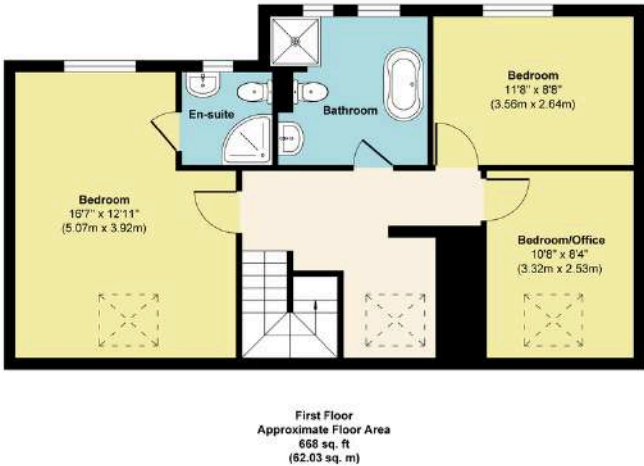 Bedroom
11'8" x 8'8"
(3.56m x 2.64m)
En-suite
Bathroom
Bedroom
16'7" x 12'11"
(5.07m x 3.92m)
Bedroom/Office
10'8" x 8'4"
(3.32m x 2.53m)
First Floor
Approximate Floor Area
668 sq. ft
(62.03 sq. m)